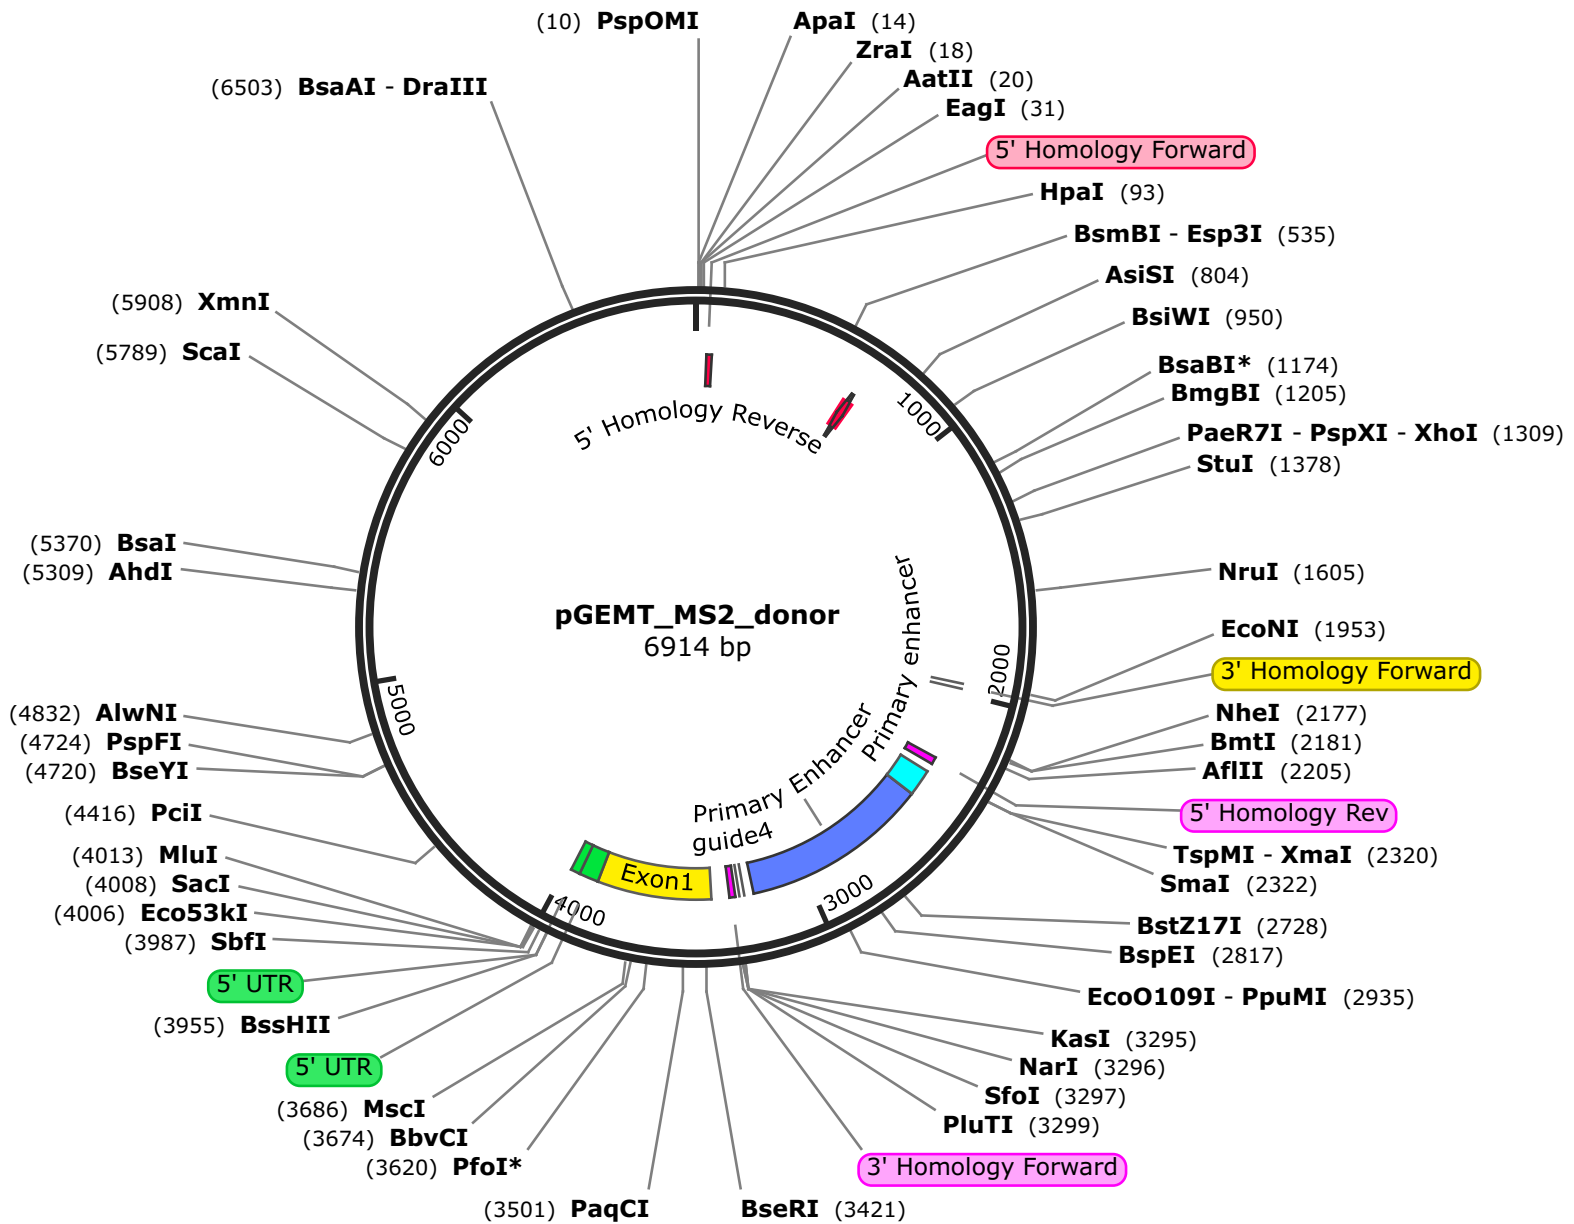 (10) PspOMI
ApaI (14)
ZraI (18)
AatII (20)
EagI (31)
5' Homology Forward
HpaI (93)
BsmBI - Esp3I (535)
AsiSI (804)
BsiWI (950)
BsaBI* (1174)
BmgBI (1205)
PaeR7I - PspXI - XhoI (1309)
StuI (1378)
NruI (1605)
EcoNI (1953)
3' Homology Forward
NheI (2177)
BmtI (2181)
AflII (2205)
5' Homology Rev
TspMI - XmaI (2320)
SmaI (2322)
BstZ17I (2728)
BspEI (2817)
EcoO109I - PpuMI (2935)
KasI (3295)
NarI (3296)
SfoI (3297)
PluTI (3299)
3' Homology Forward
BseRI (3421)
(3501) PaqCI
(3620) PfoI*
(3674) BbvCI
(3686) MscI
5' UTR
(3955) BssHII
5' UTR
(3987) SbfI
(4006) Eco53kI
(4008) SacI
(4013) MluI
(4416) PciI
(4720) BseYI
(4724) PspFI
(4832) AlwNI
(5309) AhdI
(5370) BsaI
(5789) ScaI
(5908) XmnI
(6503) BsaAI - DraIII
1000
2000
3000
4000
5000
6000
5' Homology Reverse
Primary enhancer
Primary Enhancer
guide4
Exon1
pGEMT_MS2_donor
6914 bp